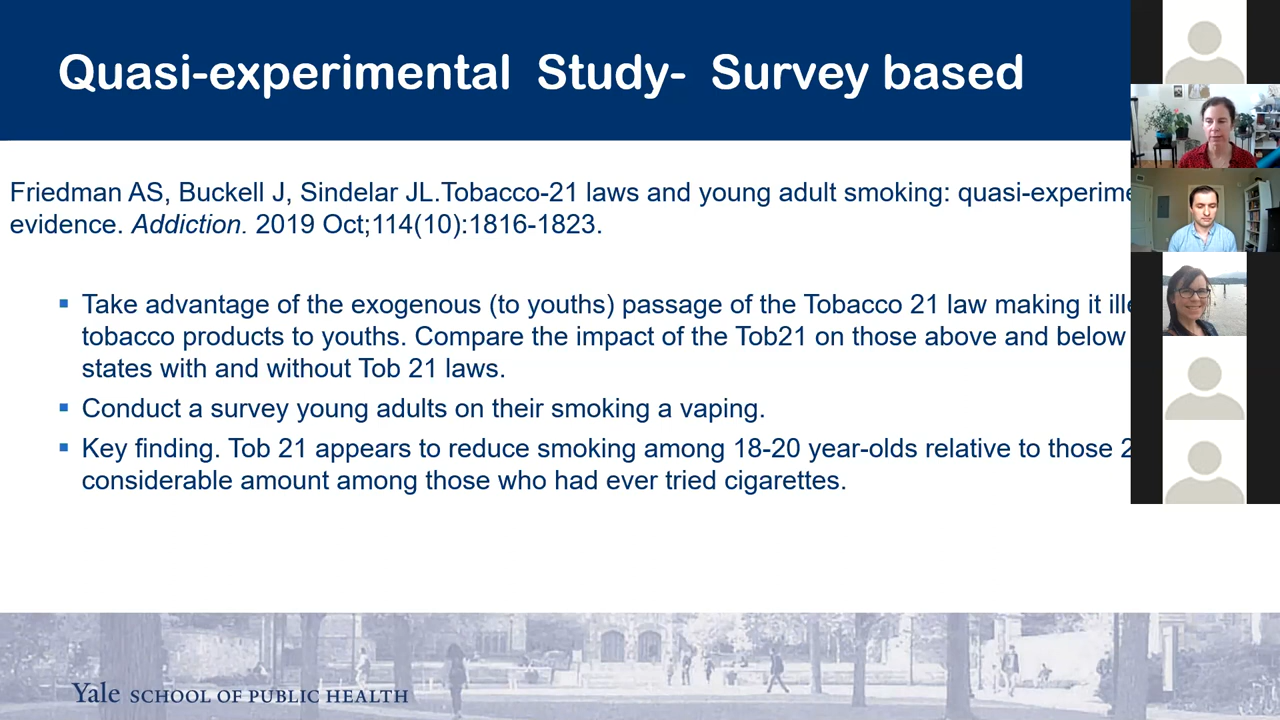 Quasi-experimental Study- Survey based
Friedman AS, Buckell J, Sindelar JL.Tobacco-21 laws and young adult smoking: quasi-experime
evidence. Addiction. 2019 Oct;114(10):1816-1823.
Take advantage of the exogenous (to youths) passage of the Tobacco 21 law making it ille
tobacco products to youths. Compare the impact of the Tob21 on those above and below
states with and without Tob 21 laws.
Conduct a survey young adults on their smoking a vaping.
Key finding. Tob 21 appears to reduce smoking among 18-20 year-olds relative to those 2
considerable amount among those who had ever tried cigarettes.
Yale SCHOOL OF PUBLIC HEALTH